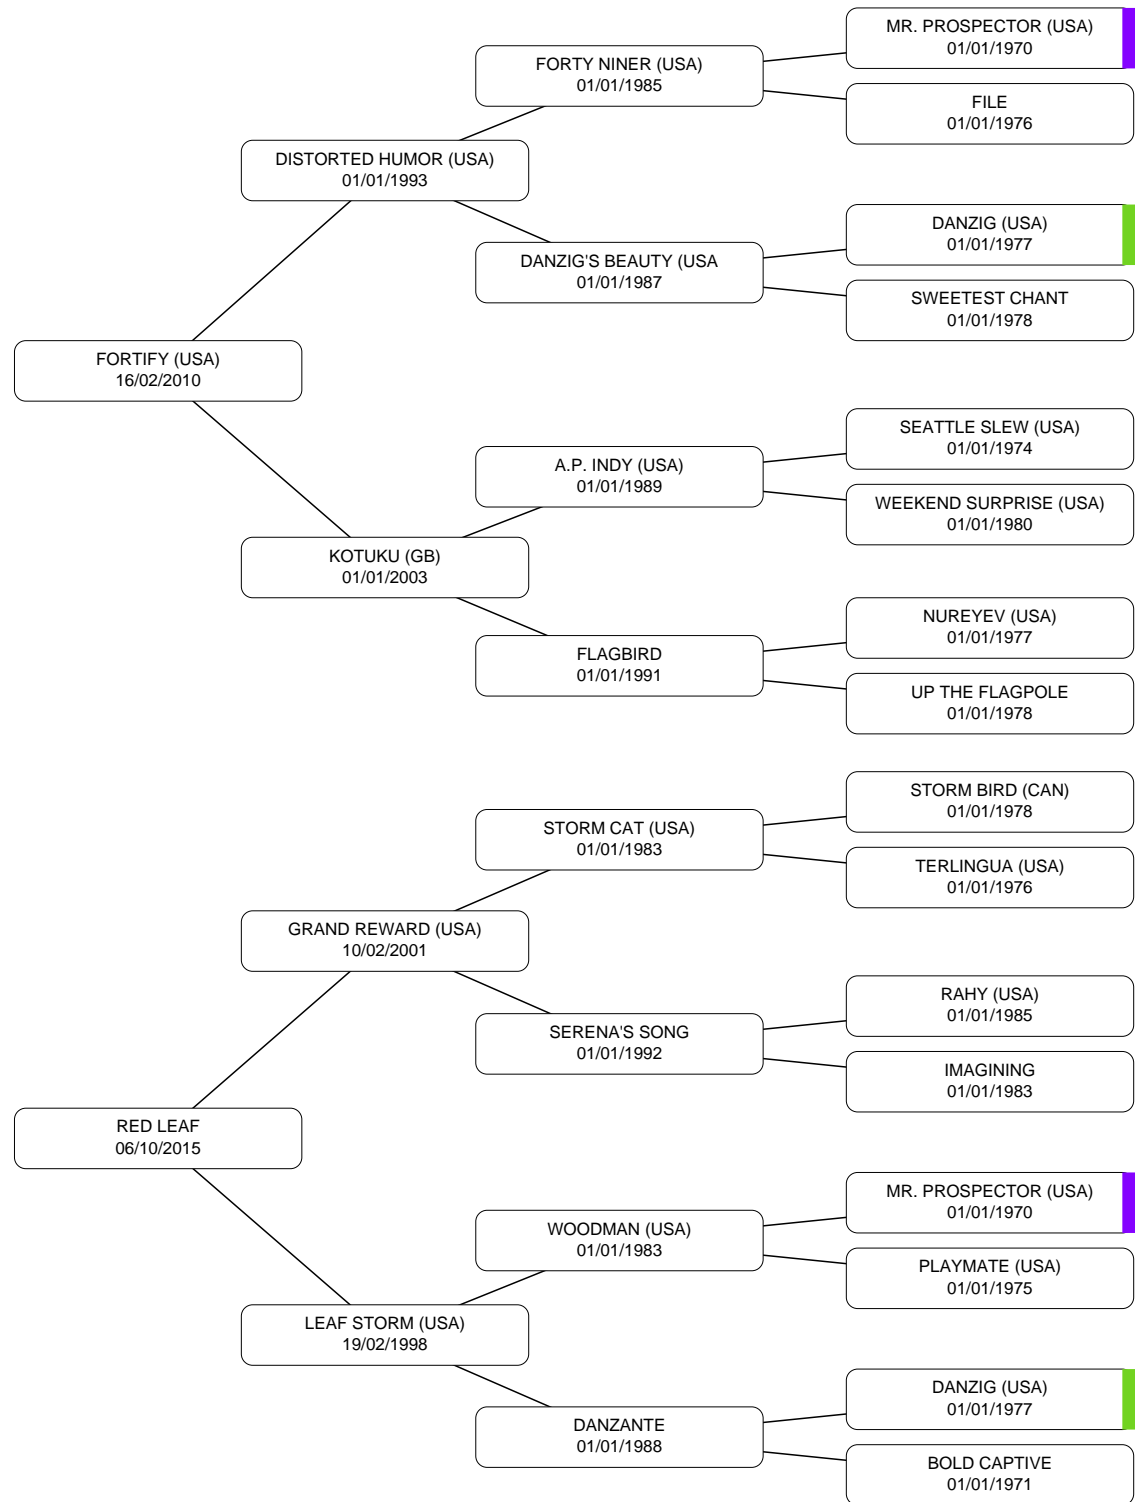 MR. PROSPECTOR (USA)
01/01/1970
FORTY NINER (USA)
01/01/1985
FILE
01/01/1976
DISTORTED HUMOR (USA)
01/01/1993
DANZIG (USA)
01/01/1977
DANZIG'S BEAUTY (USA
01/01/1987
SWEETEST CHANT
01/01/1978
FORTIFY (USA)
16/02/2010
SEATTLE SLEW (USA)
01/01/1974
A.P. INDY (USA)
01/01/1989
WEEKEND SURPRISE (USA)
01/01/1980
KOTUKU (GB)
01/01/2003
NUREYEV (USA)
01/01/1977
FLAGBIRD
01/01/1991
UP THE FLAGPOLE
01/01/1978
STORM BIRD (CAN)
01/01/1978
STORM CAT (USA)
01/01/1983
TERLINGUA (USA)
01/01/1976
GRAND REWARD (USA)
10/02/2001
RAHY (USA)
01/01/1985
SERENA'S SONG
01/01/1992
IMAGINING
01/01/1983
RED LEAF
06/10/2015
MR. PROSPECTOR (USA)
01/01/1970
WOODMAN (USA)
01/01/1983
PLAYMATE (USA)
01/01/1975
LEAF STORM (USA)
19/02/1998
DANZIG (USA)
01/01/1977
DANZANTE
01/01/1988
BOLD CAPTIVE
01/01/1971